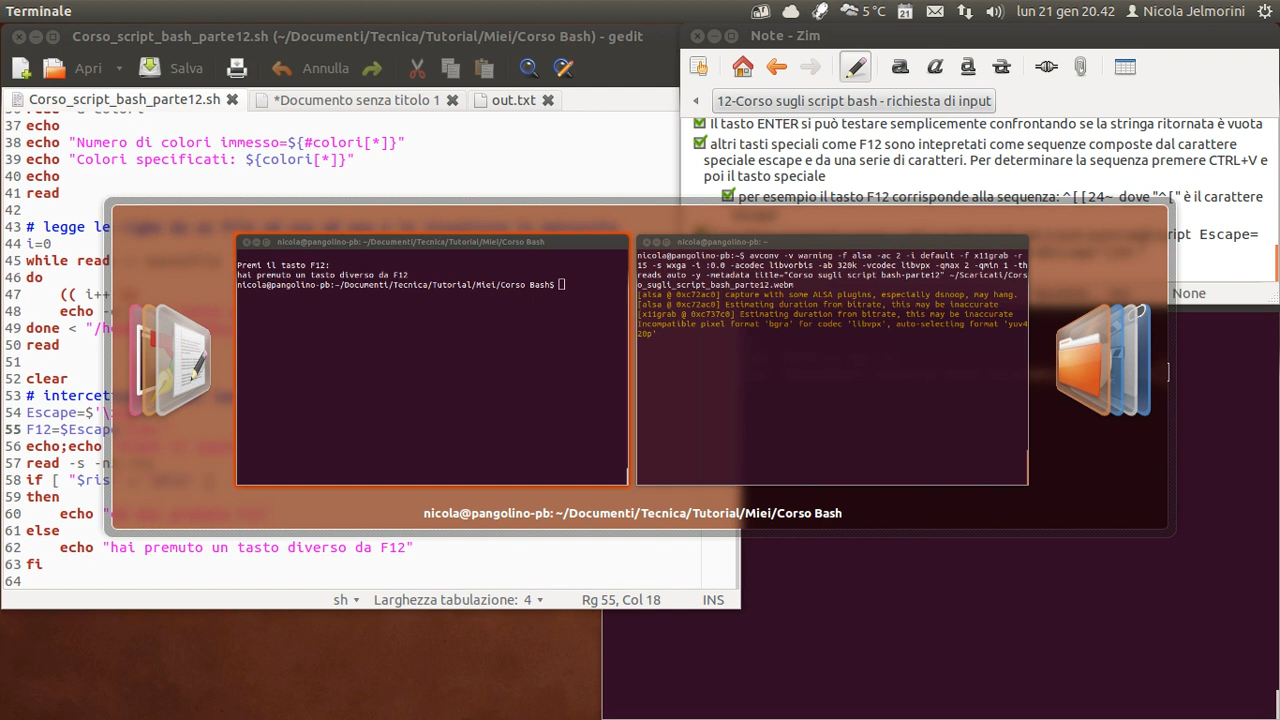 Terminale
5 °C
lun 21 gen 20.42
Nicola Jelmorini
Corso_script_bash_parte12.sh (~/Documenti/Tecnica/Tutorial/Miei/Corso Bash) - gedit
Apri
Salva
Annulla
Corso_script_bash_parte12.sh
*Documento senza titolo 1
out.txt
37 echo
38 echo "Numero di colori immesso=${#colori[*]}"
39 echo "Colori specificati: ${colori[*]}"
40 echo
41 read
42
43 # legge le
44 i=0
45 while read
46 do
47 (( i++
48 echo
49 done < "/ho
50 read
51
52 clear
53 # intercet
54 Escape=$'\
55 F12=$Escape
56 echo;echo
57 read -s -n
58 if [ "$ris
59 then
60 echo
61 else
62 echo "hai premuto un tasto diverso da F12"
63 fi
64
sh
Larghezza tabulazione: 4
Rg 55, Col 18
INS
Note - Zim
12-Corso sugli script bash - richiesta di input
Il tasto ENTER si può testare semplicemente confrontando se la stringa ritornata è vuota
altri tasti speciali come F12 sono intepretati come sequenze composte dal carattere
speciale escape e da una serie di caratteri. Per determinare la sequenza premere CTRL+V e
poi il tasto speciale
per esempio il tasto F12 corrisponde alla sequenza: ^[[24~ dove "^[" è il carattere
script Escape=
None
nicola@pangolino-pb: ~/Documenti/Tecnica/Tutorial/Miei/Corso Bash
Premi il tasto F12:
hai premuto un tasto diverso da F12
nicola@pangolino-pb:~/Documenti/Tecnica/Tutorial/Miei/Corso Bash$
nicola@pangolino-pb: ~
nicola@pangolino-pb:~$ avconv -v warning -f alsa -ac 2 -i default -f x11grab -r
15 -s wxga -i :0.0 -acodec libvorbis -ab 320k -vcodec libvpx -qmax 2 -qmin 1 -th
reads auto -y -metadata title="Corso sugli script bash-parte12" ~/Scaricati/Cors
o_sugli_script_bash_parte12.webm
[alsa @ 0xc72ac0] capture with some ALSA plugins, especially dsnoop, may hang.
[alsa @ 0xc72ac0] Estimating duration from bitrate, this may be inaccurate
[x11grab @ 0xc737c0] Estimating duration from bitrate, this may be inaccurate
Incompatible pixel format 'bgra' for codec 'libvpx', auto-selecting format 'yuv4
20p'
nicola@pangolino-pb: ~/Documenti/Tecnica/Tutorial/Miei/Corso Bash